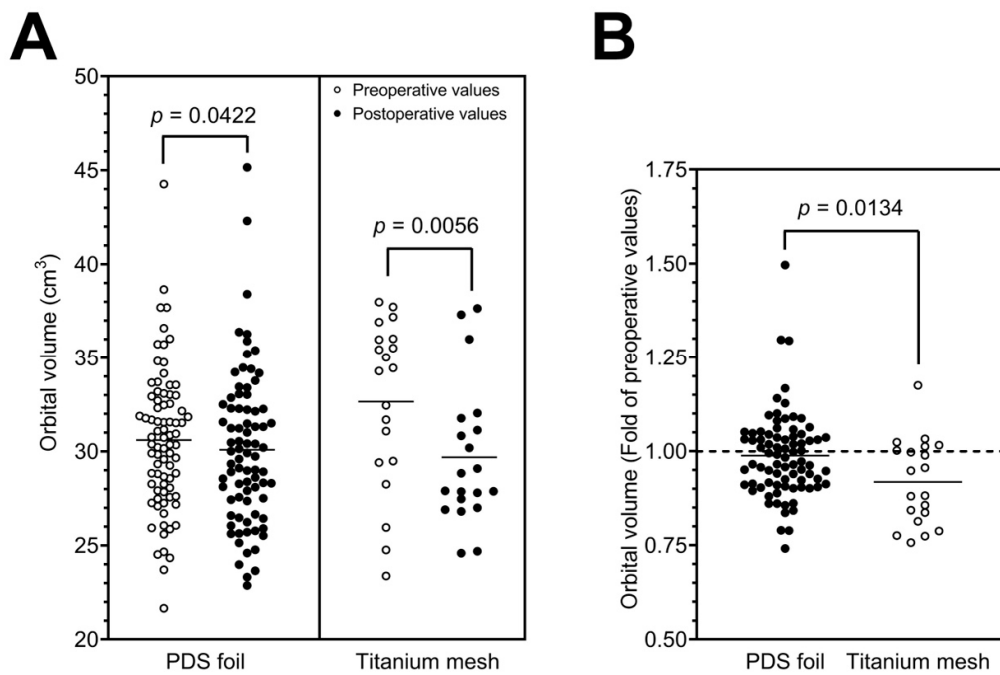 A
B
Orbital volume (cm³)
50
45
40
35
30
25
20
Preoperative values
Postoperative values
p = 0.0422
p = 0.0056
PDS foil
Titanium mesh
Orbital volume (Fold of preoperative values)
1.75
1.50
1.25
1.00
0.75
0.50
p = 0.0134
PDS foil
Titanium mesh